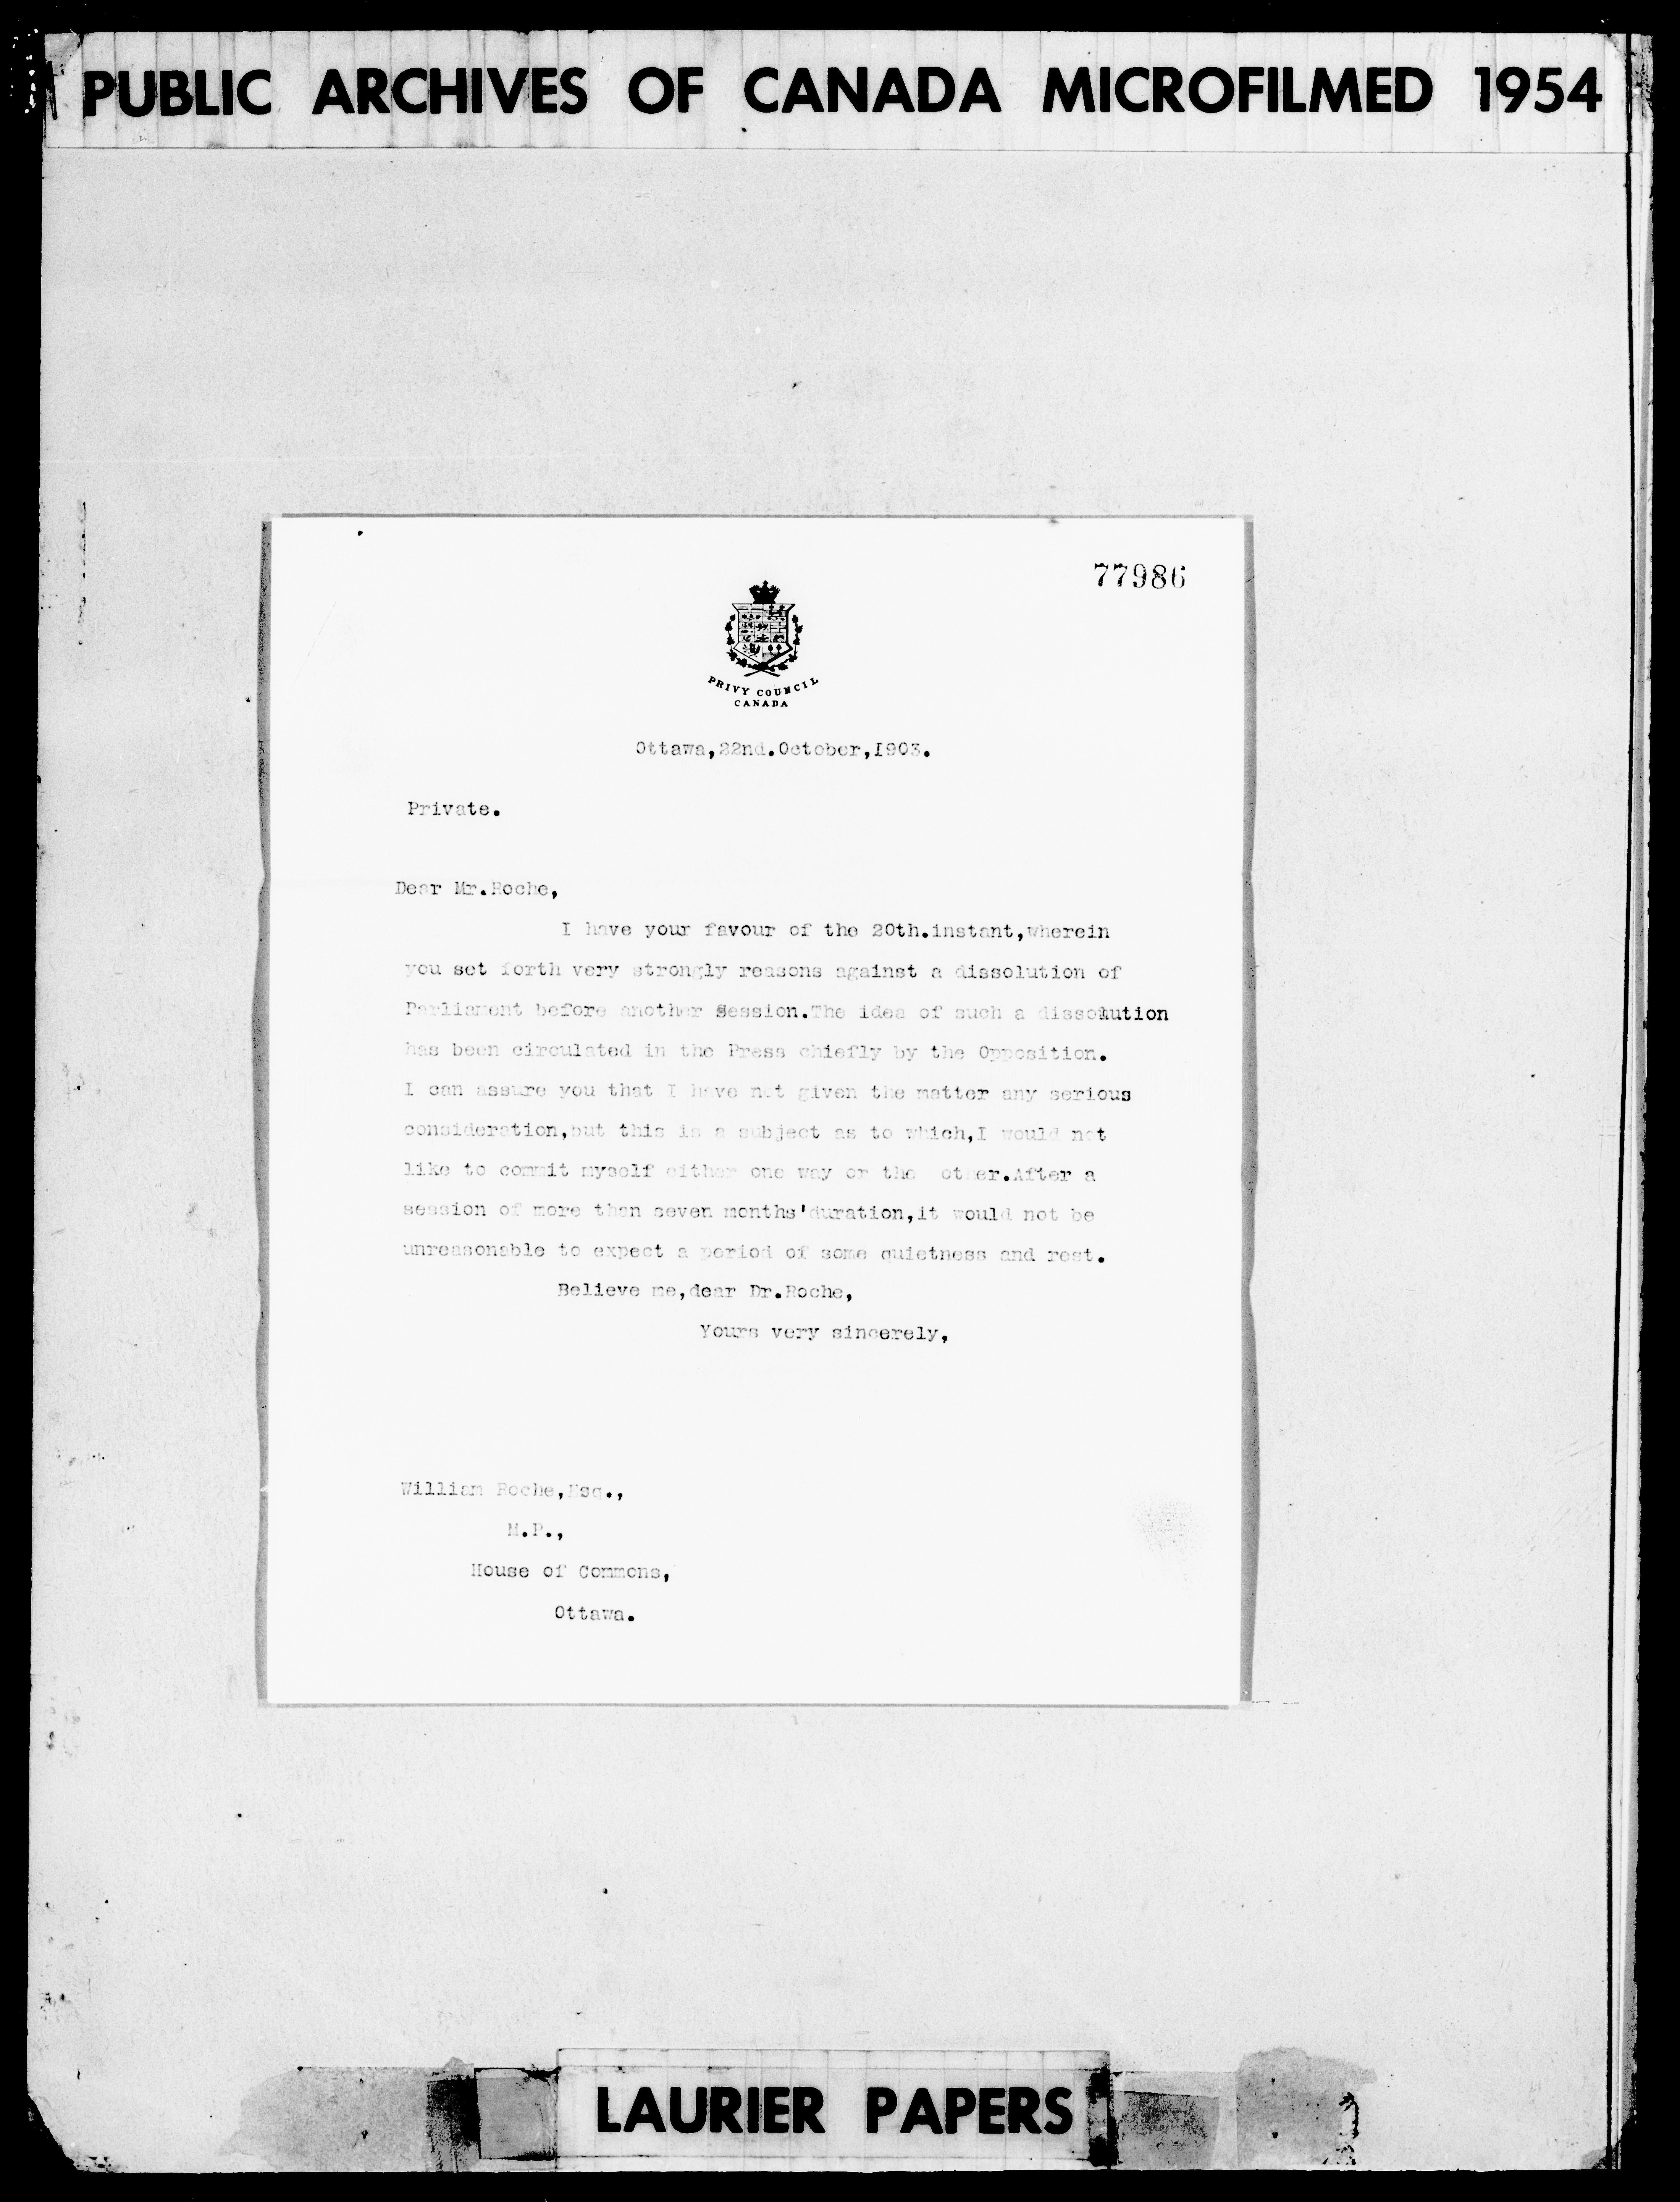 PUBLIC ARCHIVES OF CANADA MICROFILMED 1954
77986
PRIVY COUNCIL
CANADA
Ottawa,22nd.October,I903.
Private.
Dear Mr.Roche,
I have your favour of the 20th.instant,wherein
you set forth very strongly reasons against a dissolution of
Parliament before another Session.The idea of such a dissolution
has been circulated in the Press chiefly by the Opposition.
I can assure you that I have not given the matter any serious
consideration,but this is a subject as to which,I would not
like to commit myself either one way or the other.After a
session of more than seven months'duration,it would not be
unreasonable to expect a period of some quietness and rest.
Believe me,dear Dr.Roche,
Yours very sincerely,
William Roche,Esq.,
M.P.,
House of Commons,
Ottawa.
LAURIER PAPERS